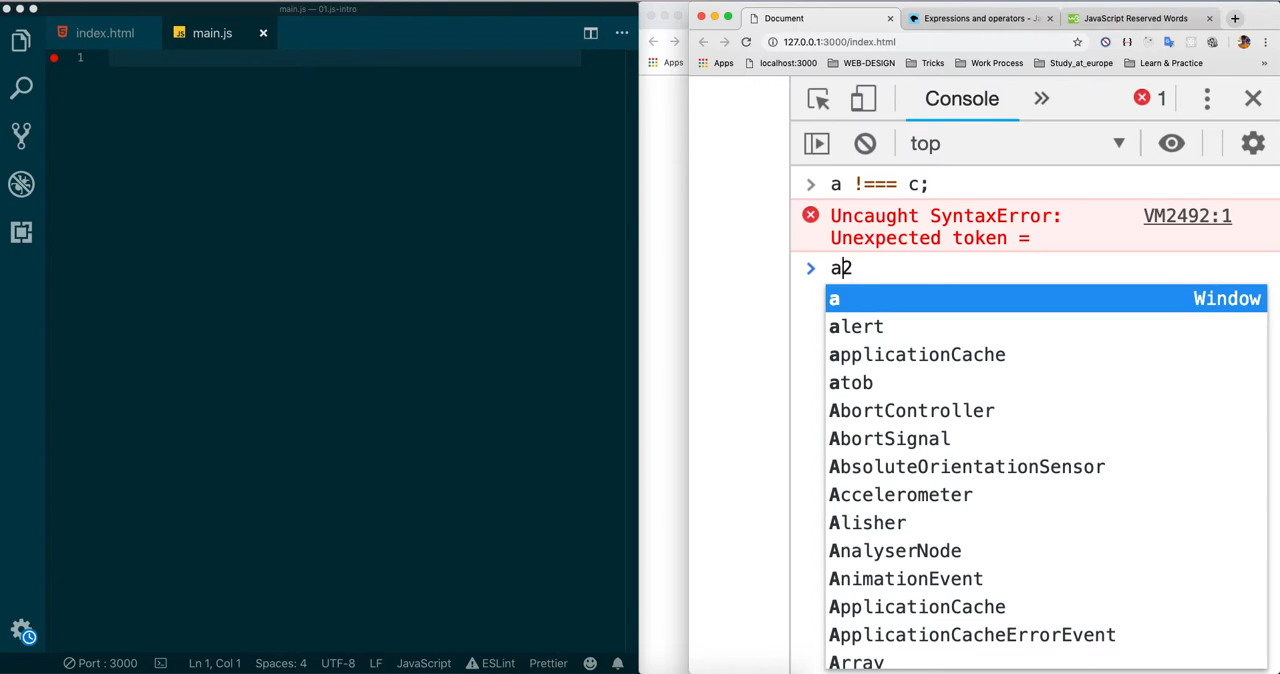 main.js — 01.js-intro
index.html
main.js
1
Port : 3000
Ln 1, Col 1
Spaces: 4
UTF-8
LF
JavaScript
ESLint
Prettier
Apps
Document
Expressions and operators - Ja
JavaScript Reserved Words
127.0.0.1:3000/index.html
Apps
localhost:3000
WEB-DESIGN
Tricks
Work Process
Study_at_europe
Learn & Practice
»
Console
1
top
a !=== c;
Uncaught SyntaxError: VM2492:1
Unexpected token =
a2
a Window
alert
applicationCache
atob
AbortController
AbortSignal
AbsoluteOrientationSensor
Accelerometer
Alisher
AnalyserNode
AnimationEvent
ApplicationCache
ApplicationCacheErrorEvent
Array